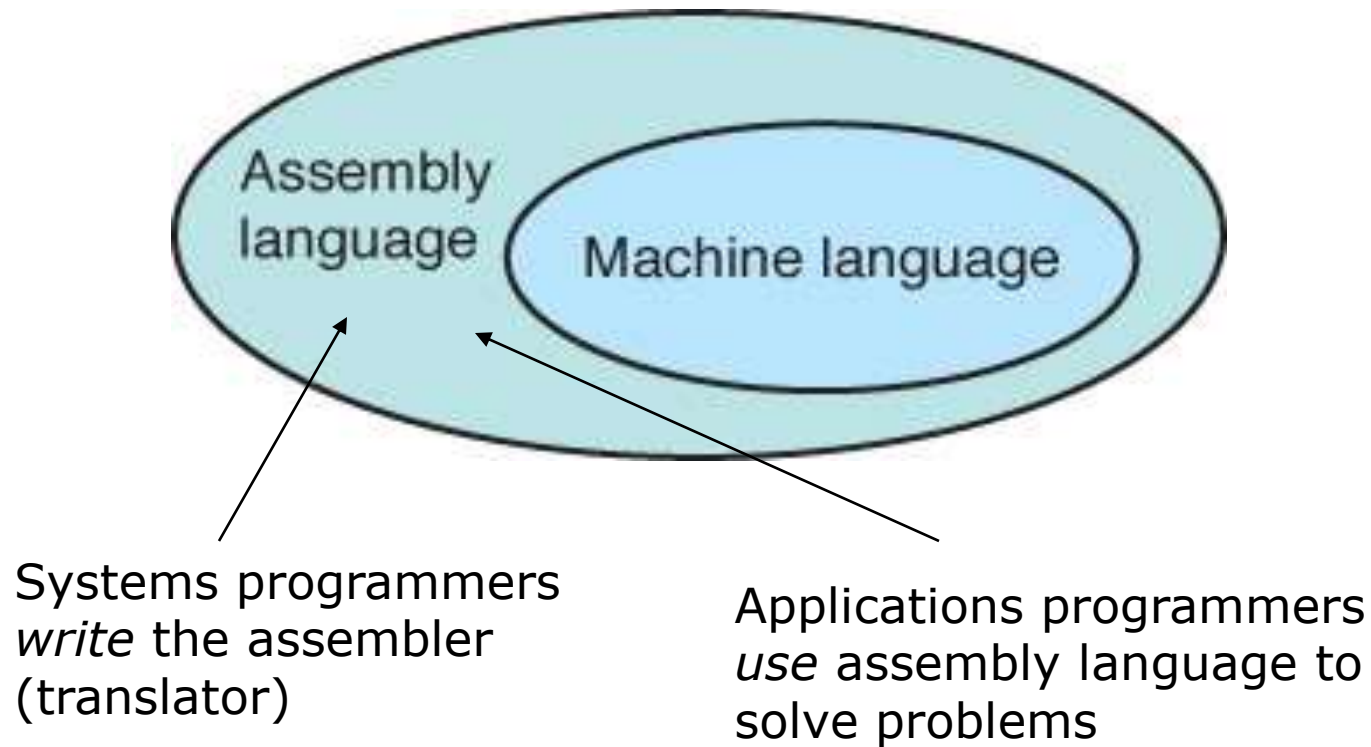 Assembly
language
Machine language
Systems programmers
write the assembler
(translator)
Applications programmers
use assembly language to
solve problems